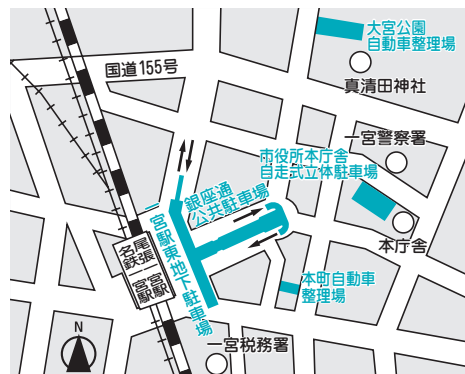 大宮公園
自動車整理場
国道155号
真清田神社
一宮警察署
市役所本庁舎
自走式立体駐車場
銀座通
公共駐車場
一宮駅東地下駐車場
本庁舎
名鉄
一宮駅
尾張
一宮駅
本町自動車
整理場
N
一宮税務署